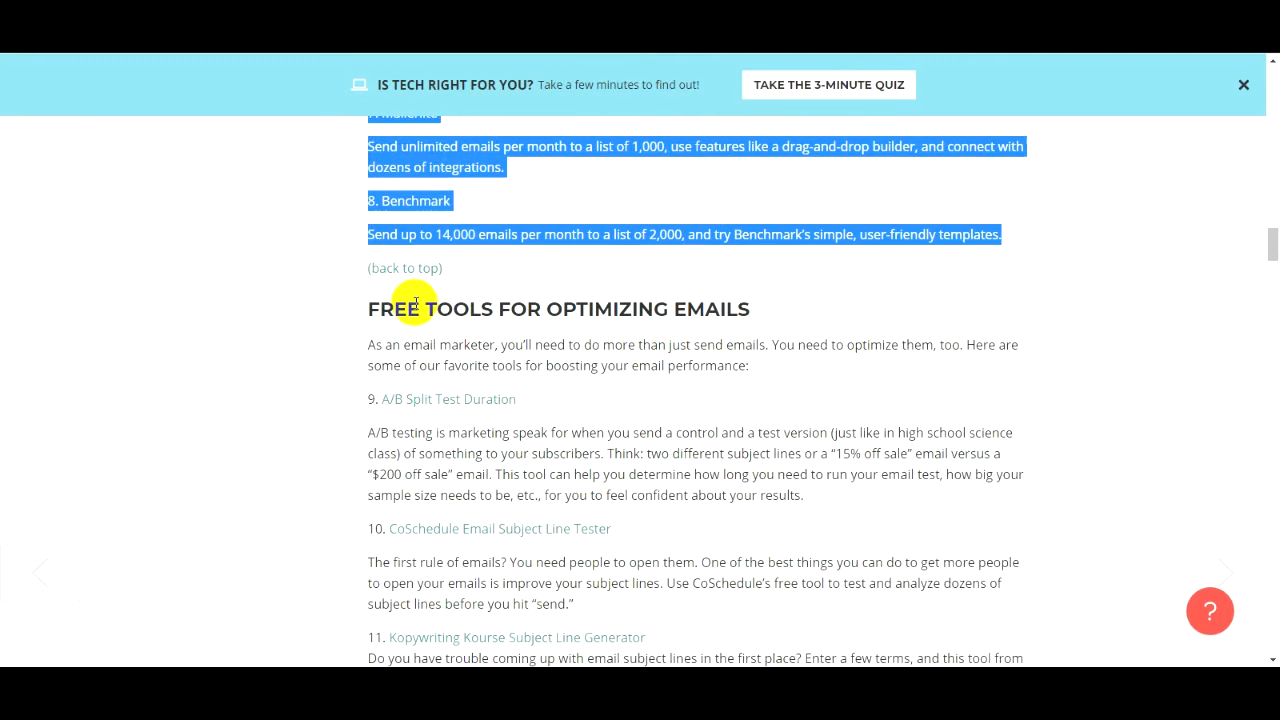 IS TECH RIGHT FOR YOU? Take a few minutes to find out!
TAKE THE 3-MINUTE QUIZ
Send unlimited emails per month to a list of 1,000, use features like a drag-and-drop builder, and connect with
dozens of integrations.
8. Benchmark
Send up to 14,000 emails per month to a list of 2,000, and try Benchmark's simple, user-friendly templates.
(back to top)
FREE TOOLS FOR OPTIMIZING EMAILS
As an email marketer, you'll need to do more than just send emails. You need to optimize them, too. Here are
some of our favorite tools for boosting your email performance:
9. A/B Split Test Duration
A/B testing is marketing speak for when you send a control and a test version (just like in high school science
class) of something to your subscribers. Think: two different subject lines or a “15% off sale” email versus a
“$200 off sale” email. This tool can help you determine how long you need to run your email test, how big your
sample size needs to be, etc., for you to feel confident about your results.
10. CoSchedule Email Subject Line Tester
The first rule of emails? You need people to open them. One of the best things you can do to get more people
to open your emails is improve your subject lines. Use CoSchedule's free tool to test and analyze dozens of
subject lines before you hit “send.”
11. Kopywriting Kourse Subject Line Generator
Do you have trouble coming up with email subject lines in the first place? Enter a few terms, and this tool from
?